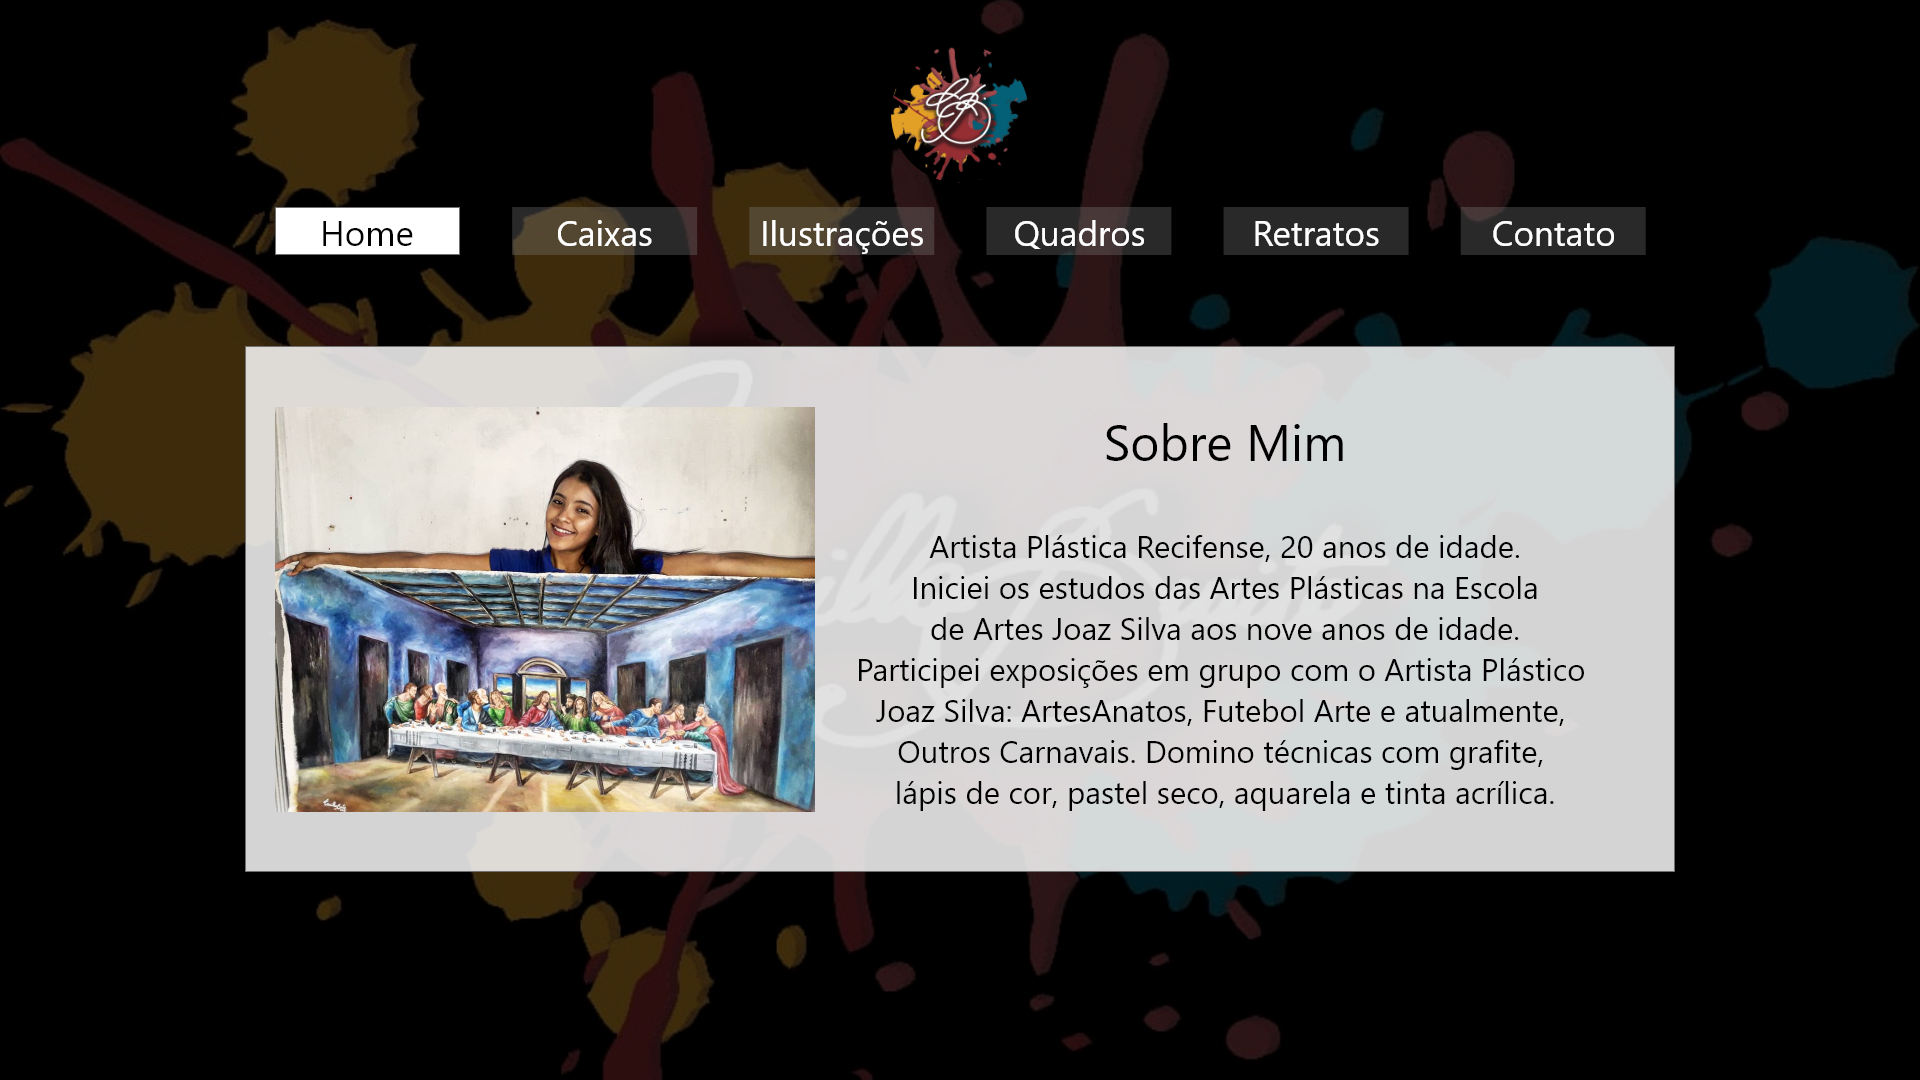 Home
Caixas
Ilustrações
Quadros
Retratos
Contato
Sobre Mim
Artista Plástica Recifense, 20 anos de idade.
Iniciei os estudos das Artes Plásticas na Escola
de Artes Joaz Silva aos nove anos de idade.
Participei exposições em grupo com o Artista Plástico
Joaz Silva: ArtesAnatos, Futebol Arte e atualmente,
Outros Carnavais. Domino técnicas com grafite,
lápis de cor, pastel seco, aquarela e tinta acrílica.